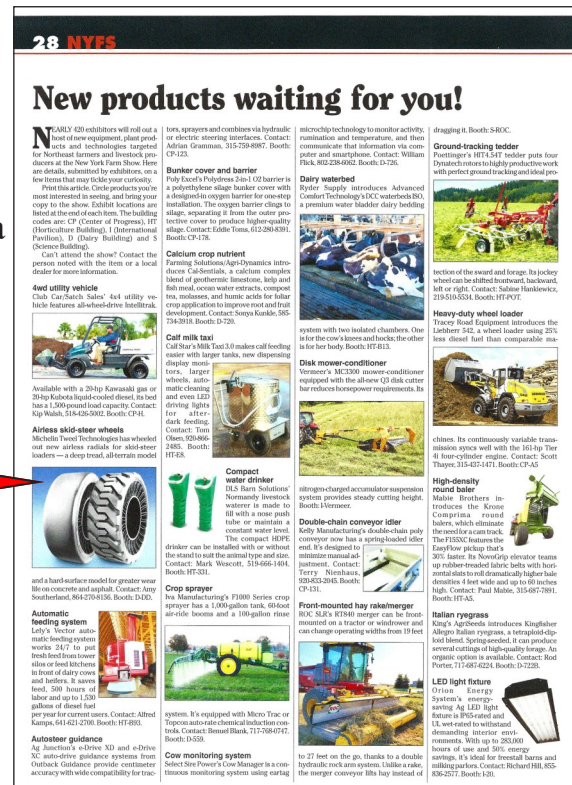 28 NYFS
New products waiting for you!
a
NEARLY 420 exhibitors will roll out a
host of new equipment, plant prod-
ucts and technologies targeted
for Northeast farmers and livestock pro-
ducers at the New York Farm Show. Here
are details, submitted by exhibitors, on a
few items that may tickle your curiosity.
Print this article. Circle products you're
most interested in seeing, and bring your
copy to the show. Exhibit locations are
listed at the end of each item. The building
codes are: CP (Center of Progress), HT
(Horticulture Building), I (International
Pavilion), D (Dairy Building) and S
(Science Building).
Can't attend the show? Contact the
person noted with the item or a local
dealer for more information.
4wd utility vehicle
Club Car/Satch Sales' 4x4 utility ve-
hicle features all-wheel-drive Intellitrak.
Available with a 20-hp Kawasaki gas or
20-hp Kubota liquid-cooled diesel, its bed
has a 1,500-pound load capacity. Contact:
Kip Walsh, 518-426-5002. Booth: CP-H.
Airless skid-steer wheels
Michelin Tweel Technologies has wheeled
out new airless radials for skid-steer
loaders — a deep tread, all-terrain model
and a hard-surface model for greater wear
life on concrete and asphalt. Contact: Amy
Southerland, 864-270-8156. Booth: D-DD.
Automatic
feeding system
Lely's Vector auto-
matic feeding system
works 24/7 to put
fresh feed from tower
silos or feed kitchens
in front of dairy cows
and heifers. It saves
feed, 500 hours of
labor and up to 1,530
gallons of diesel fuel
per year for current users. Contact: Alfred
Kamps, 641-621-2700. Booth: HT-B93.
Autosteer guidance
Ag Junction's e-Drive XD and e-Drive
XC auto-drive guidance systems from
Outback Guidance provide centimeter
accuracy with wide compatibility for trac-
tors, sprayers and combines via hydraulic
or electric steering interfaces. Contact:
Adrian Gramman, 315-759-8987. Booth:
CP-123.
Bunker cover and barrier
Poly Excel's Polydress 2-in-1 O2 barrier is
a polyethylene silage bunker cover with
a designed-in oxygen barrier for one-step
installation. The oxygen barrier clings to
silage, separating it from the outer pro-
tective cover to produce higher-quality
silage. Contact: Eddie Toms, 612-280-8391.
Booth: CP-178.
Calcium crop nutrient
Farming Solutions/Agri-Dynamics intro-
duces Cal-Sentials, a calcium complex
blend of geothermic limestone, kelp and
fish meal, ocean water extracts, compost
tea, molasses, and humic acids for foliar
crop application to improve root and fruit
development. Contact: Sonya Kunkle, 585-
734-3918. Booth: D-720.
Calf milk taxi
Calf Star's Milk Taxi 3.0 makes calf feeding
easier with larger tanks, new dispensing
display moni-
tors, larger
wheels, auto-
matic cleaning
and even LED
driving lights
for after-
dark feeding.
Contact: Tom
Olsen, 920-866-
2485. Booth:
HT-E8.
Compact
water drinker
DLS Barn Solutions'
Normandy livestock
waterer is made to
fill with a nose push
tube or maintain a
constant water level.
The compact HDPE
drinker can be installed with or without
the stand to suit the animal type and size.
Contact: Mark Wescott, 519-666-1404.
Booth: HT-331.
Crop sprayer
Iva Manufacturing's F1000 Series crop
sprayer has a 1,000-gallon tank, 60-foot
air-ride booms and a 100-gallon rinse
system. It's equipped with Micro Trac or
Topcon auto-rate chemical induction con-
trols. Contact: Benuel Blank, 717-768-0747.
Booth: D-559.
Cow monitoring system
Select Sire Power's Cow Manager is a con-
tinuous monitoring system using eartag
microchip technology to monitor activity,
rumination and temperature, and then
communicate that information via com-
puter and smartphone. Contact: William
Flick, 802-238-6062. Booth: D-726.
Dairy waterbed
Ryder Supply introduces Advanced
Comfort Technology's DCC waterbeds ISO,
a premium water bladder dairy bedding
system with two isolated chambers. One
is for the cow's knees and hocks; the other
is for her body. Booth: HT-B13.
Disk mower-conditioner
Vermeer's MC3300 mower-conditioner
equipped with the all-new Q3 disk cutter
bar reduces horsepower requirements. Its
nitrogen-charged accumulator suspension
system provides steady cutting height.
Booth: I-Vermeer.
Double-chain conveyor idler
Kelly Manufacturing's double-chain poly
conveyor now has a spring-loaded idler
end. It's designed to
minimize manual ad-
justment. Contact:
Terry Nienhaus,
920-833-2045. Booth:
CP-131.
Front-mounted hay rake/merger
ROC SLR's RT840 merger can be front-
mounted on a tractor or windrower and
can change operating widths from 19 feet
to 27 feet on the go, thanks to a double
hydraulic rock arm system. Unlike a rake,
the merger conveyor lifts hay instead of
dragging it. Booth: S-ROC.
Ground-tracking tedder
Poettinger's HIT4.54T tedder puts four
Dynatech rotors to highly productive work
with perfect ground tracking and ideal pro-
tection of the sward and forage. Its jockey
wheel can be shifted frontward, backward,
left or right. Contact: Sabine Hankiewicz,
219-510-5534. Booth: HT-POT.
Heavy-duty wheel loader
Tracey Road Equipment introduces the
Liebherr 542, a wheel loader using 25%
less diesel fuel than comparable ma-
chines. Its continuously variable trans-
mission syncs well with the 161-hp Tier
4i four-cylinder engine. Contact: Scott
Thayer, 315-437-1471. Booth: CP-A5
High-density
round baler
Mabie Brothers in-
troduces the Krone
Comprima round
balers, which eliminate
the need for a cam track.
The F155XC features the
EasyFlow pickup that's
30% faster. Its NovoGrip elevator teams
up rubber-treaded fabric belts with hori-
zontal slats to roll dramatically higher bale
densities 4 feet wide and up to 60 inches
high. Contact: Paul Mabie, 315-687-7891.
Booth: HT-A5.
Italian ryegrass
King's AgriSeeds introduces Kingfisher
Allegro Italian ryegrass, a tetraploid-dip-
loid blend. Spring-seeded, it can produce
several cuttings of high-quality forage. An
organic option is available. Contact: Rod
Porter, 717-687-6224. Booth: D-722B.
LED light fixture
Orion Energy
System's energy-
saving Ag LED light
fixture is IP65-rated and
UL wet-rated to withstand
demanding interior envi-
ronments. With up to 283,000
hours of use and 50% energy
savings, it's ideal for freestall barns and
milking parlors. Contact: Richard Hill, 855-
836-2577. Booth: I-20.